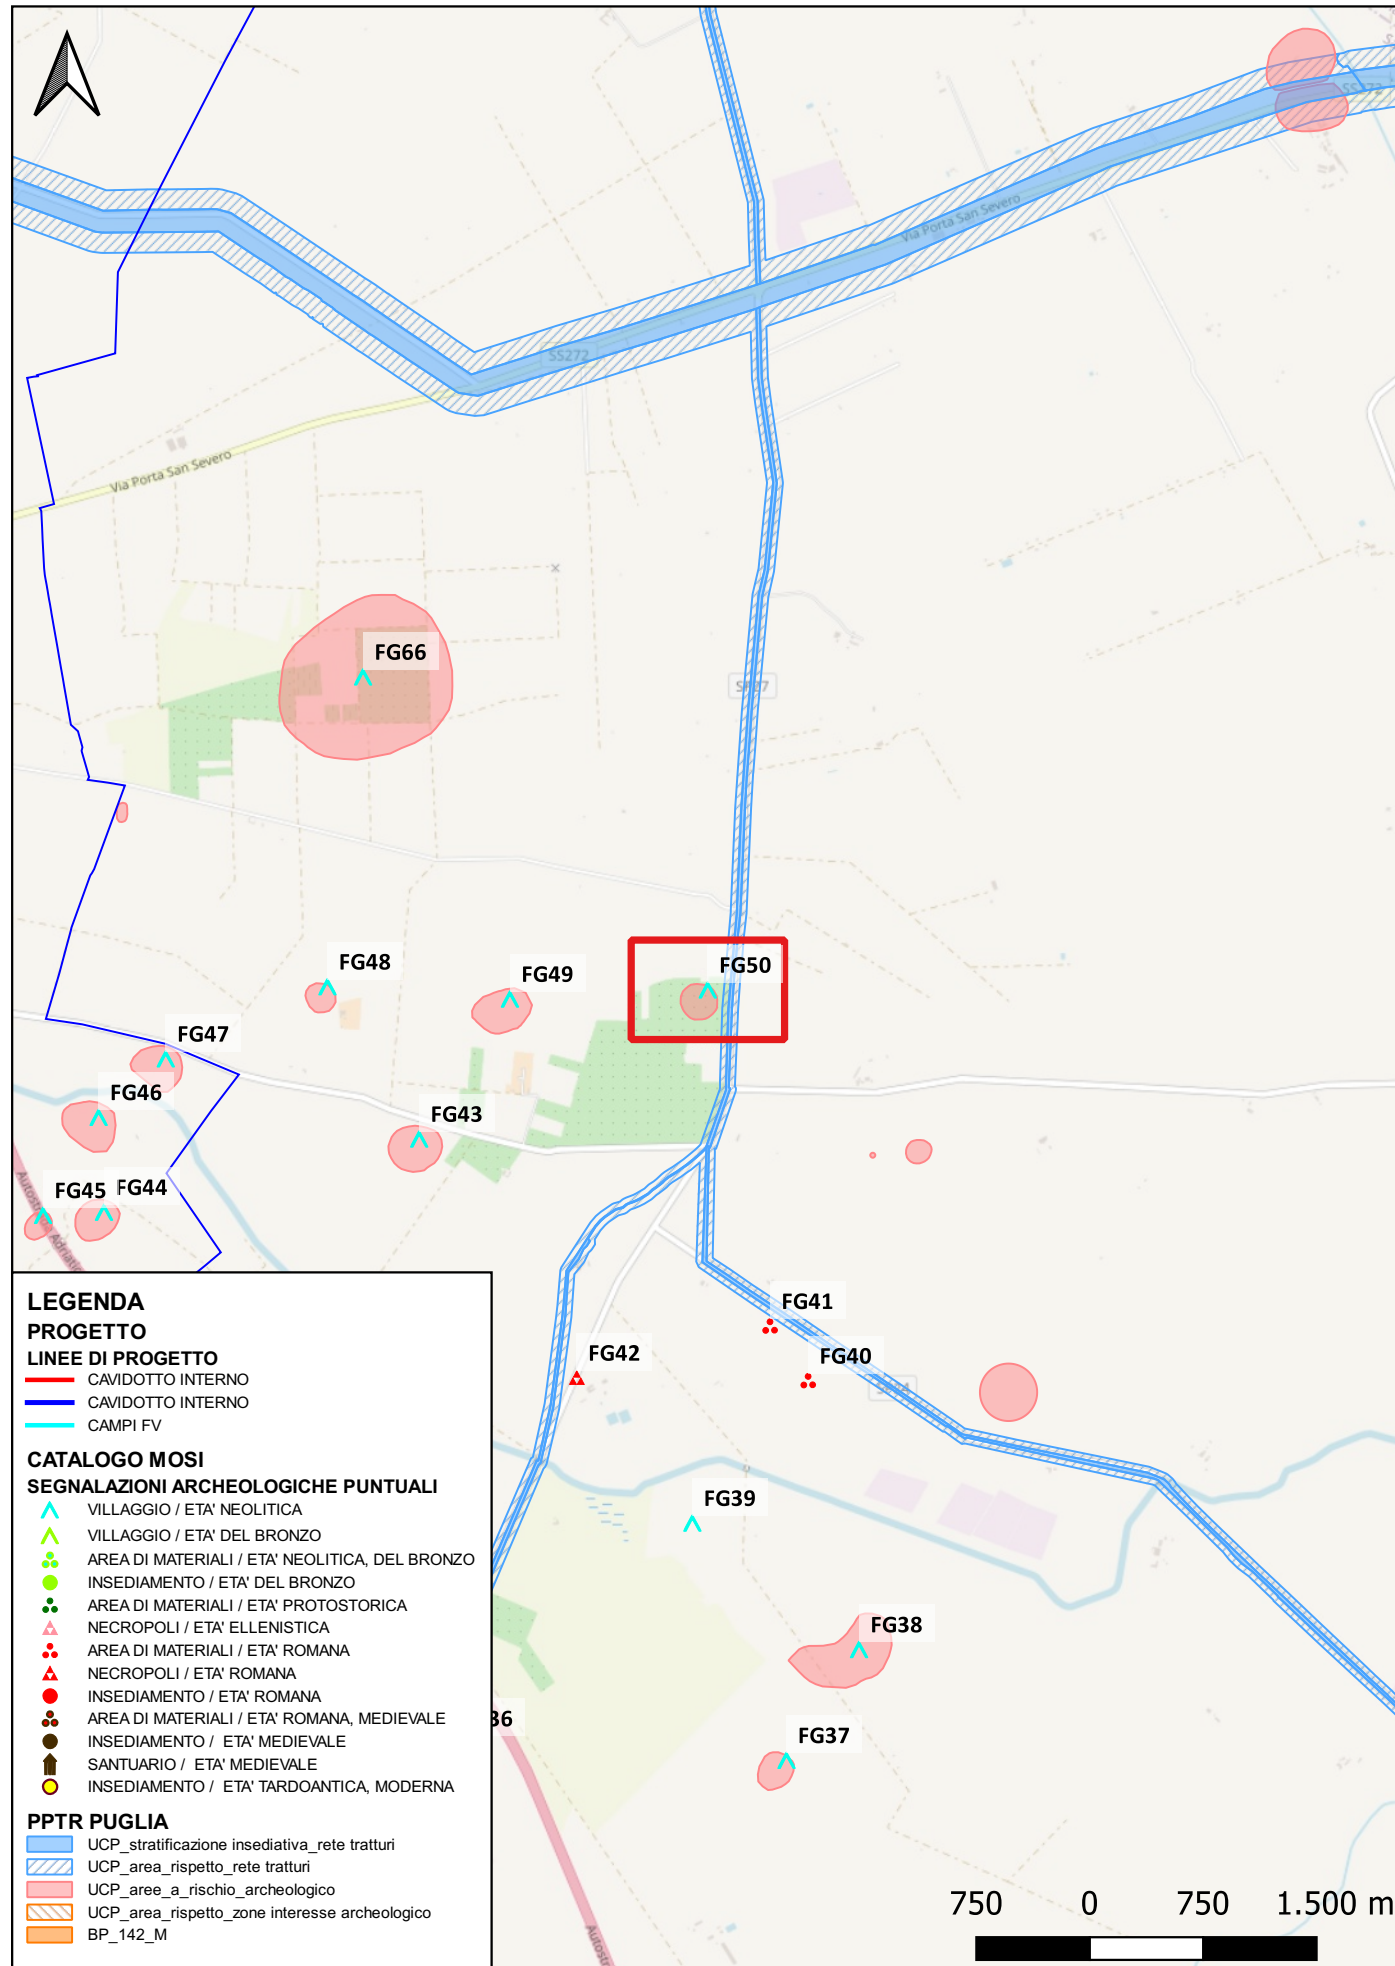 SS272
Via Porta San Severo
SS272
Via Porta San Severo
FG66
FG48
FG49
FG50
FG47
FG46
FG43
FG45
FG44
FG41
FG42
FG40
FG39
FG38
36
FG37
LEGENDA
PROGETTO
LINEE DI PROGETTO
CAVIDOTTO INTERNO
CAVIDOTTO INTERNO
CAMPI FV
CATALOGO MOSI
SEGNALAZIONI ARCHEOLOGICHE PUNTUALI
VILLAGGIO / ETA' NEOLITICA
VILLAGGIO / ETA' DEL BRONZO
AREA DI MATERIALI / ETA' NEOLITICA, DEL BRONZO
INSEDIAMENTO / ETA' DEL BRONZO
AREA DI MATERIALI / ETA' PROTOSTORICA
NECROPOLI / ETA' ELLENISTICA
AREA DI MATERIALI / ETA' ROMANA
NECROPOLI / ETA' ROMANA
INSEDIAMENTO / ETA' ROMANA
AREA DI MATERIALI / ETA' ROMANA, MEDIEVALE
INSEDIAMENTO / ETA' MEDIEVALE
SANTUARIO / ETA' MEDIEVALE
INSEDIAMENTO / ETA' TARDOANTICA, MODERNA
PPTR PUGLIA
UCP_stratificazione insediativa_rete tratturi
UCP_area_rispetto_rete tratturi
UCP_aree_a_rischio_archeologico
UCP_area_rispetto_zone interesse archeologico
BP_142_M
750 0 750 1.500 m